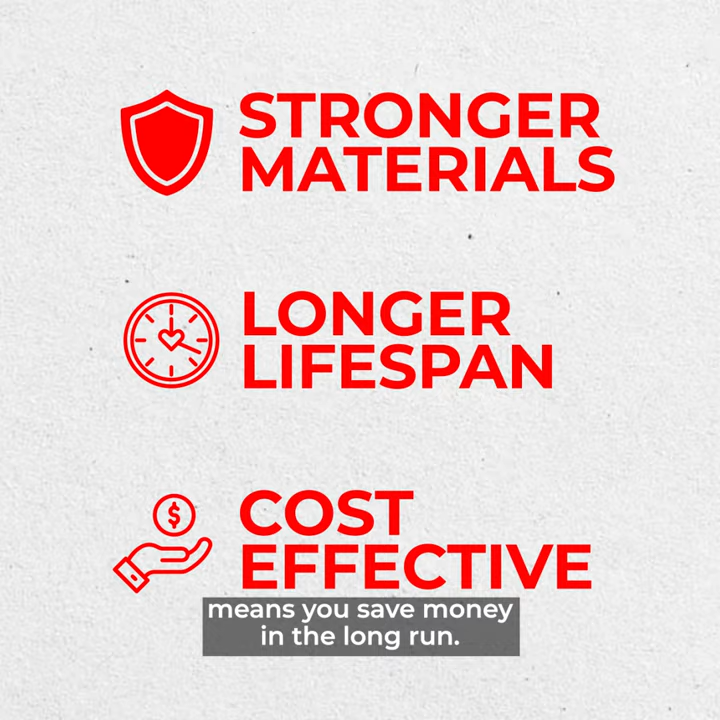 STRONGER
MATERIALS
LONGER
LIFESPAN
$
COST
EFFECTIVE
means you save money
in the long run.